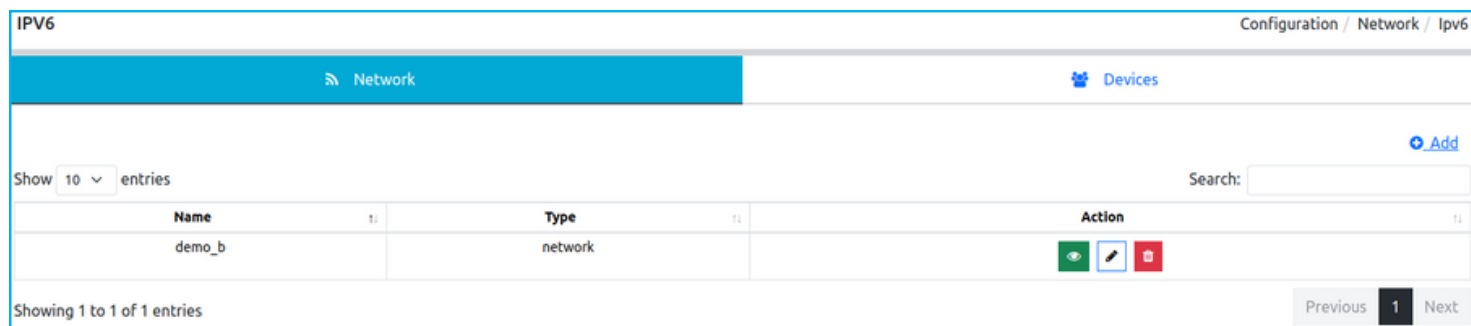 IPV6 Configuration / Network / Ipv6
Network Devices
Add
Show 10 entries Search:
Name Type Action
demo_b network
Showing 1 to 1 of 1 entries Previous 1 Next